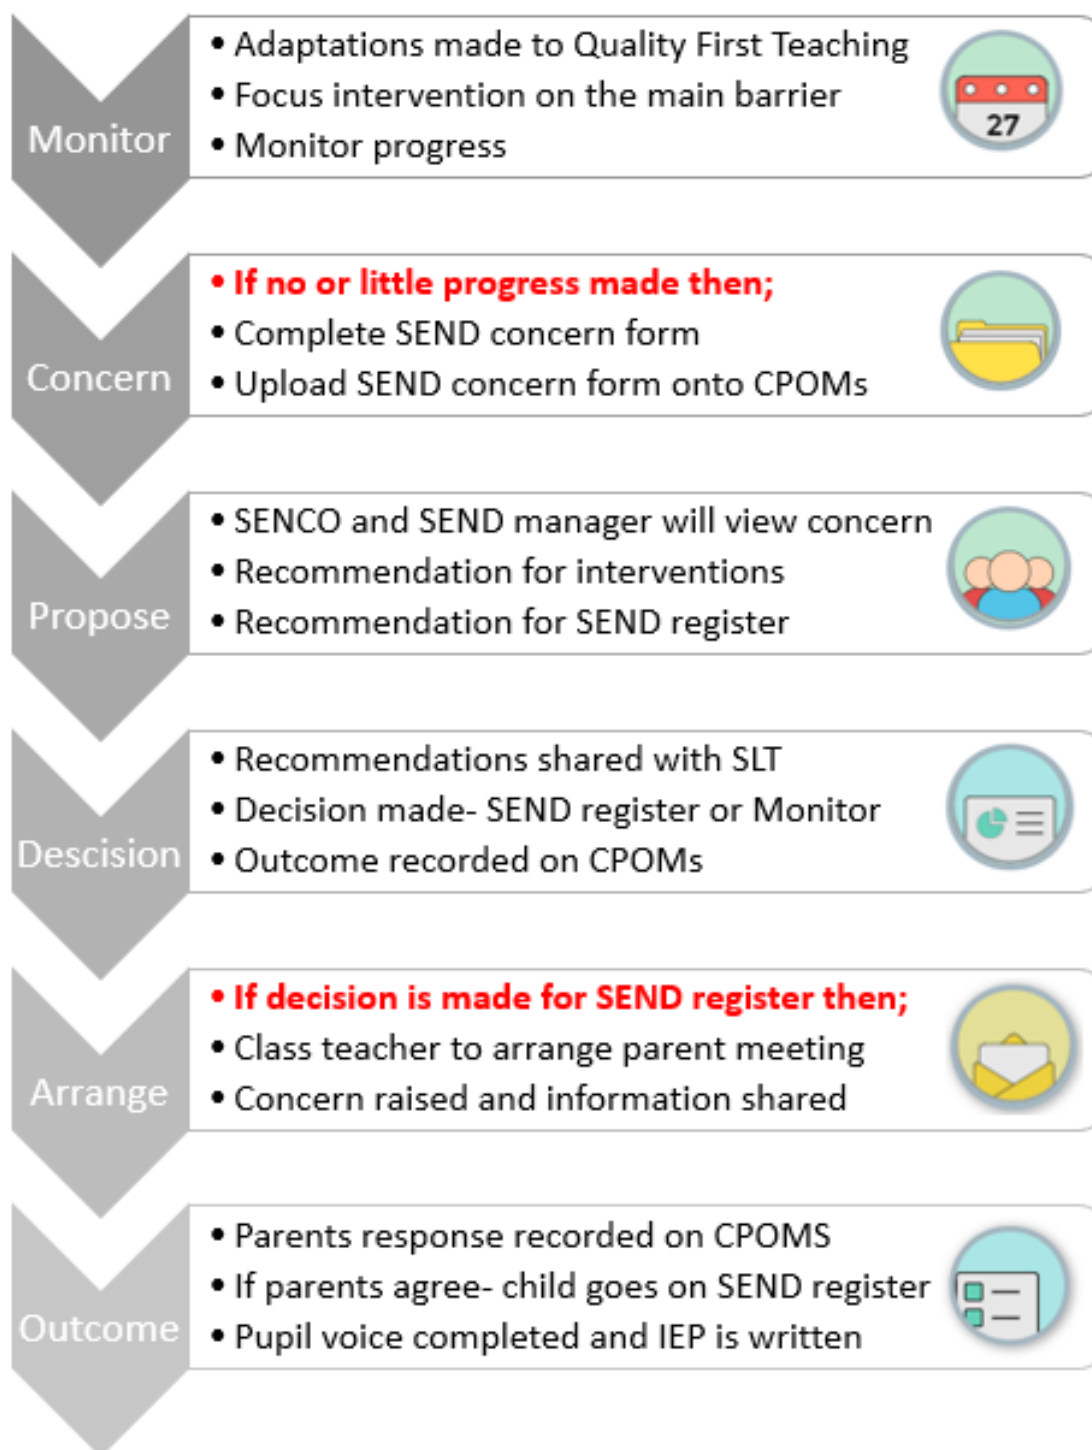 Monitor
• Adaptations made to Quality First Teaching
• Focus intervention on the main barrier
• Monitor progress
27
Concern
• If no or little progress made then;
• Complete SEND concern form
• Upload SEND concern form onto CPOMs
Propose
• SENCO and SEND manager will view concern
• Recommendation for interventions
• Recommendation for SEND register
Descision
• Recommendations shared with SLT
• Decision made- SEND register or Monitor
• Outcome recorded on CPOMs
Arrange
• If decision is made for SEND register then;
• Class teacher to arrange parent meeting
• Concern raised and information shared
Outcome
• Parents response recorded on CPOMS
• If parents agree- child goes on SEND register
• Pupil voice completed and IEP is written